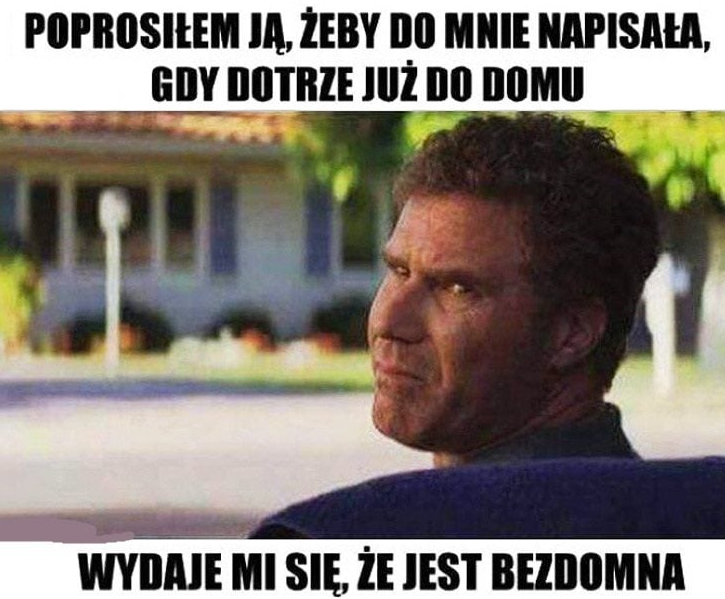 POPROSIŁEM JĄ, ŻEBY DO MNIE NAPISAŁA,
GDY DOTRZE JUŻ DO DOMU
WYDAJE MI SIĘ, ŻE JEST BEZDOMNA